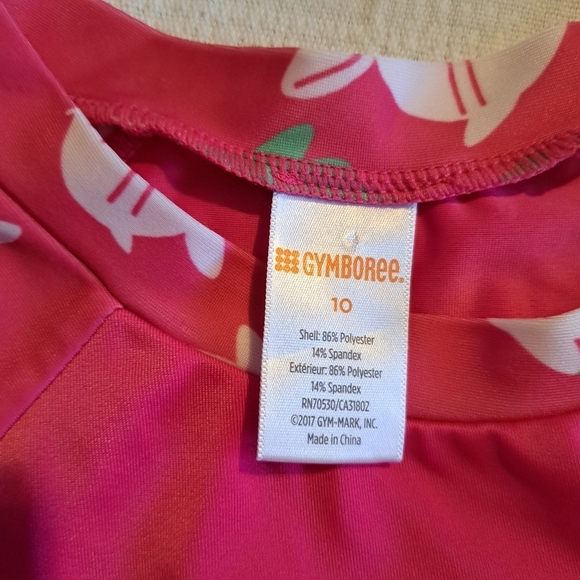 GYMBOREE.
10
Shell: 86% Polyester
14% Spandex
Extérieur: 86% Polyester
14% Spandex
RN70530/CA31802
©2017 GYM-MARK, INC.
Made in China